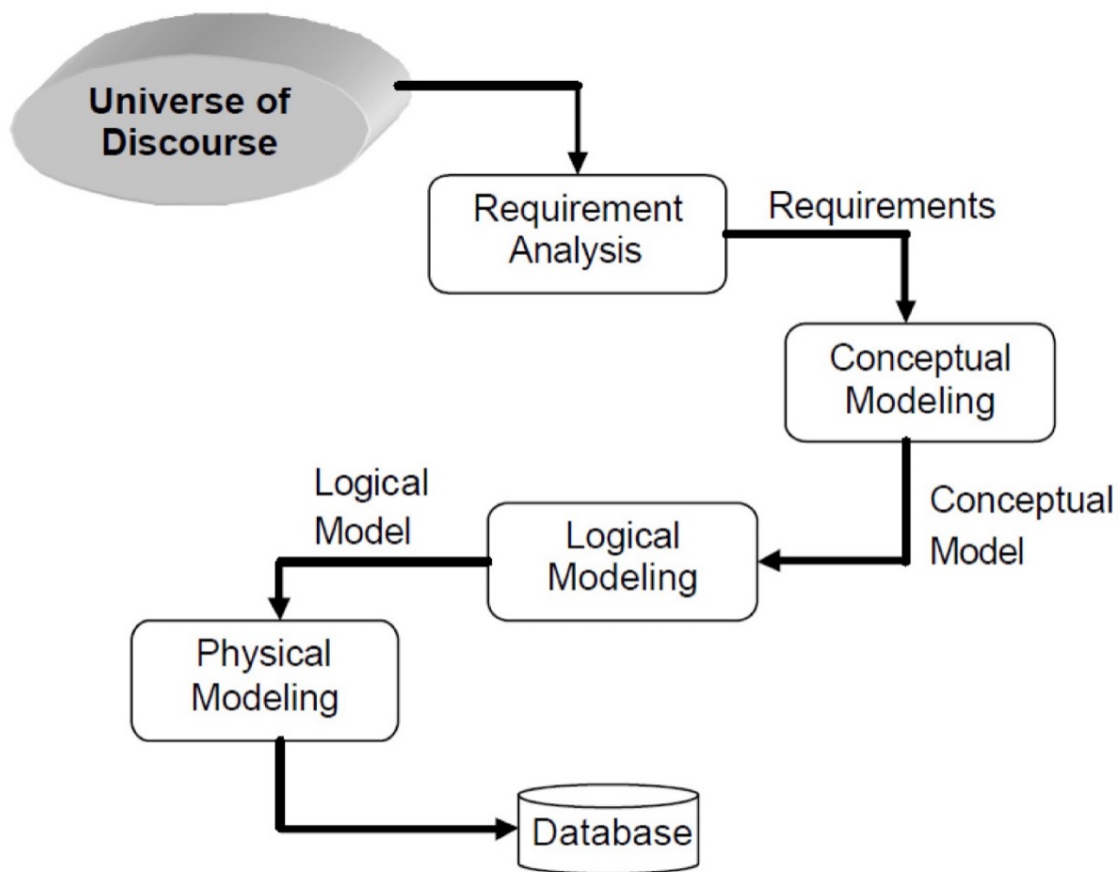 Universe of
Discourse
Requirement
Analysis
Requirements
Conceptual
Modeling
Conceptual
Model
Logical
Modeling
Logical
Model
Physical
Modeling
Database